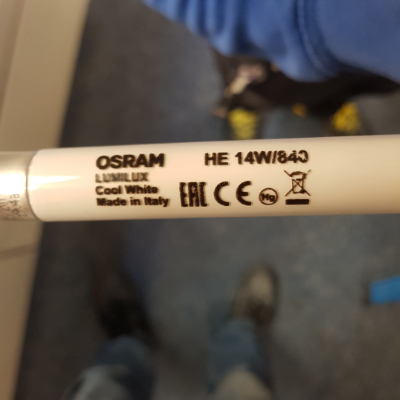 OSRAM HE 14W/840
LUMILUX
Cool White
Made in Italy EAC CE Hg